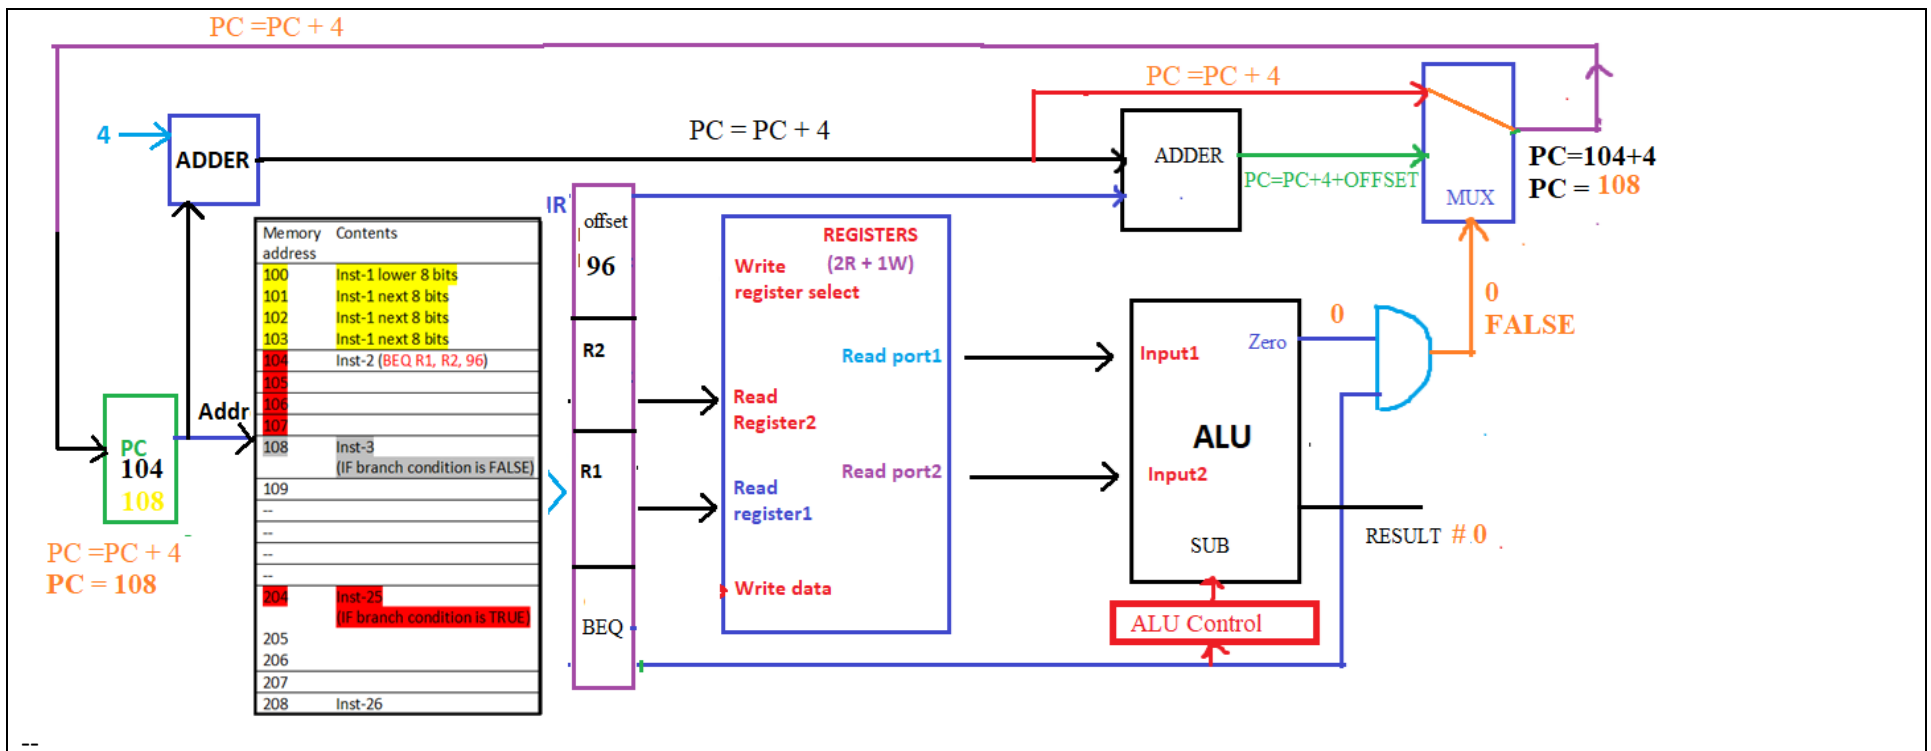 PC =PC + 4
PC =PC + 4
4
ADDER
PC = PC + 4
ADDER
PC=PC+4+OFFSET
MUX
PC=104+4
PC = 108
Memory address Contents
100 Inst-1 lower 8 bits
101 Inst-1 next 8 bits
102 Inst-1 next 8 bits
103 Inst-1 next 8 bits
104 Inst-2 (BEQ R1, R2, 96)
105
106
107
108 Inst-3
(IF branch condition is FALSE)
109
--
--
--
--
204 Inst-25
(IF branch condition is TRUE)
205
206
207
208 Inst-26
Addr
PC
104
108
PC =PC + 4
PC = 108
IR
offset
96
R2
R1
BEQ
REGISTERS
(2R + 1W)
Write
register select
Read port1
Read
Register2
Read port2
Read
register1
Write data
Input1
Zero
ALU
Input2
SUB
ALU Control
0
0
FALSE
RESULT # 0
--